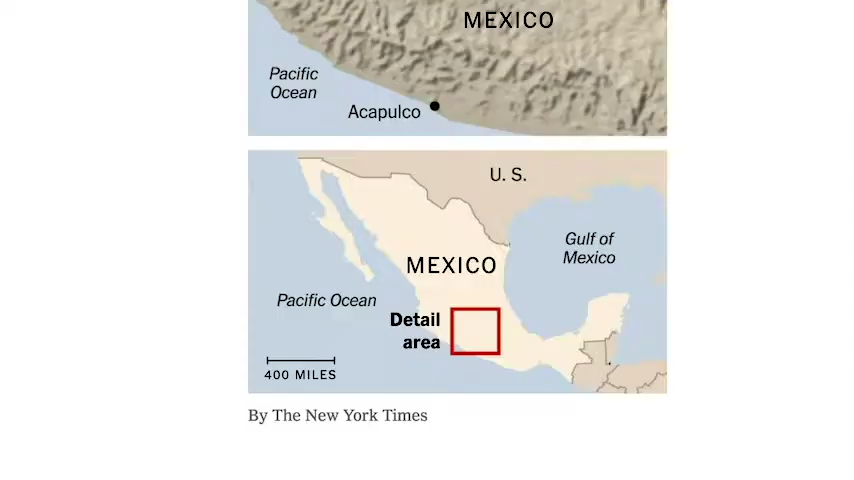 MEXICO
Pacific
Ocean
Acapulco
U. S.
Gulf of
Mexico
MEXICO
Pacific Ocean
Detail
area
400 MILES
By The New York Times